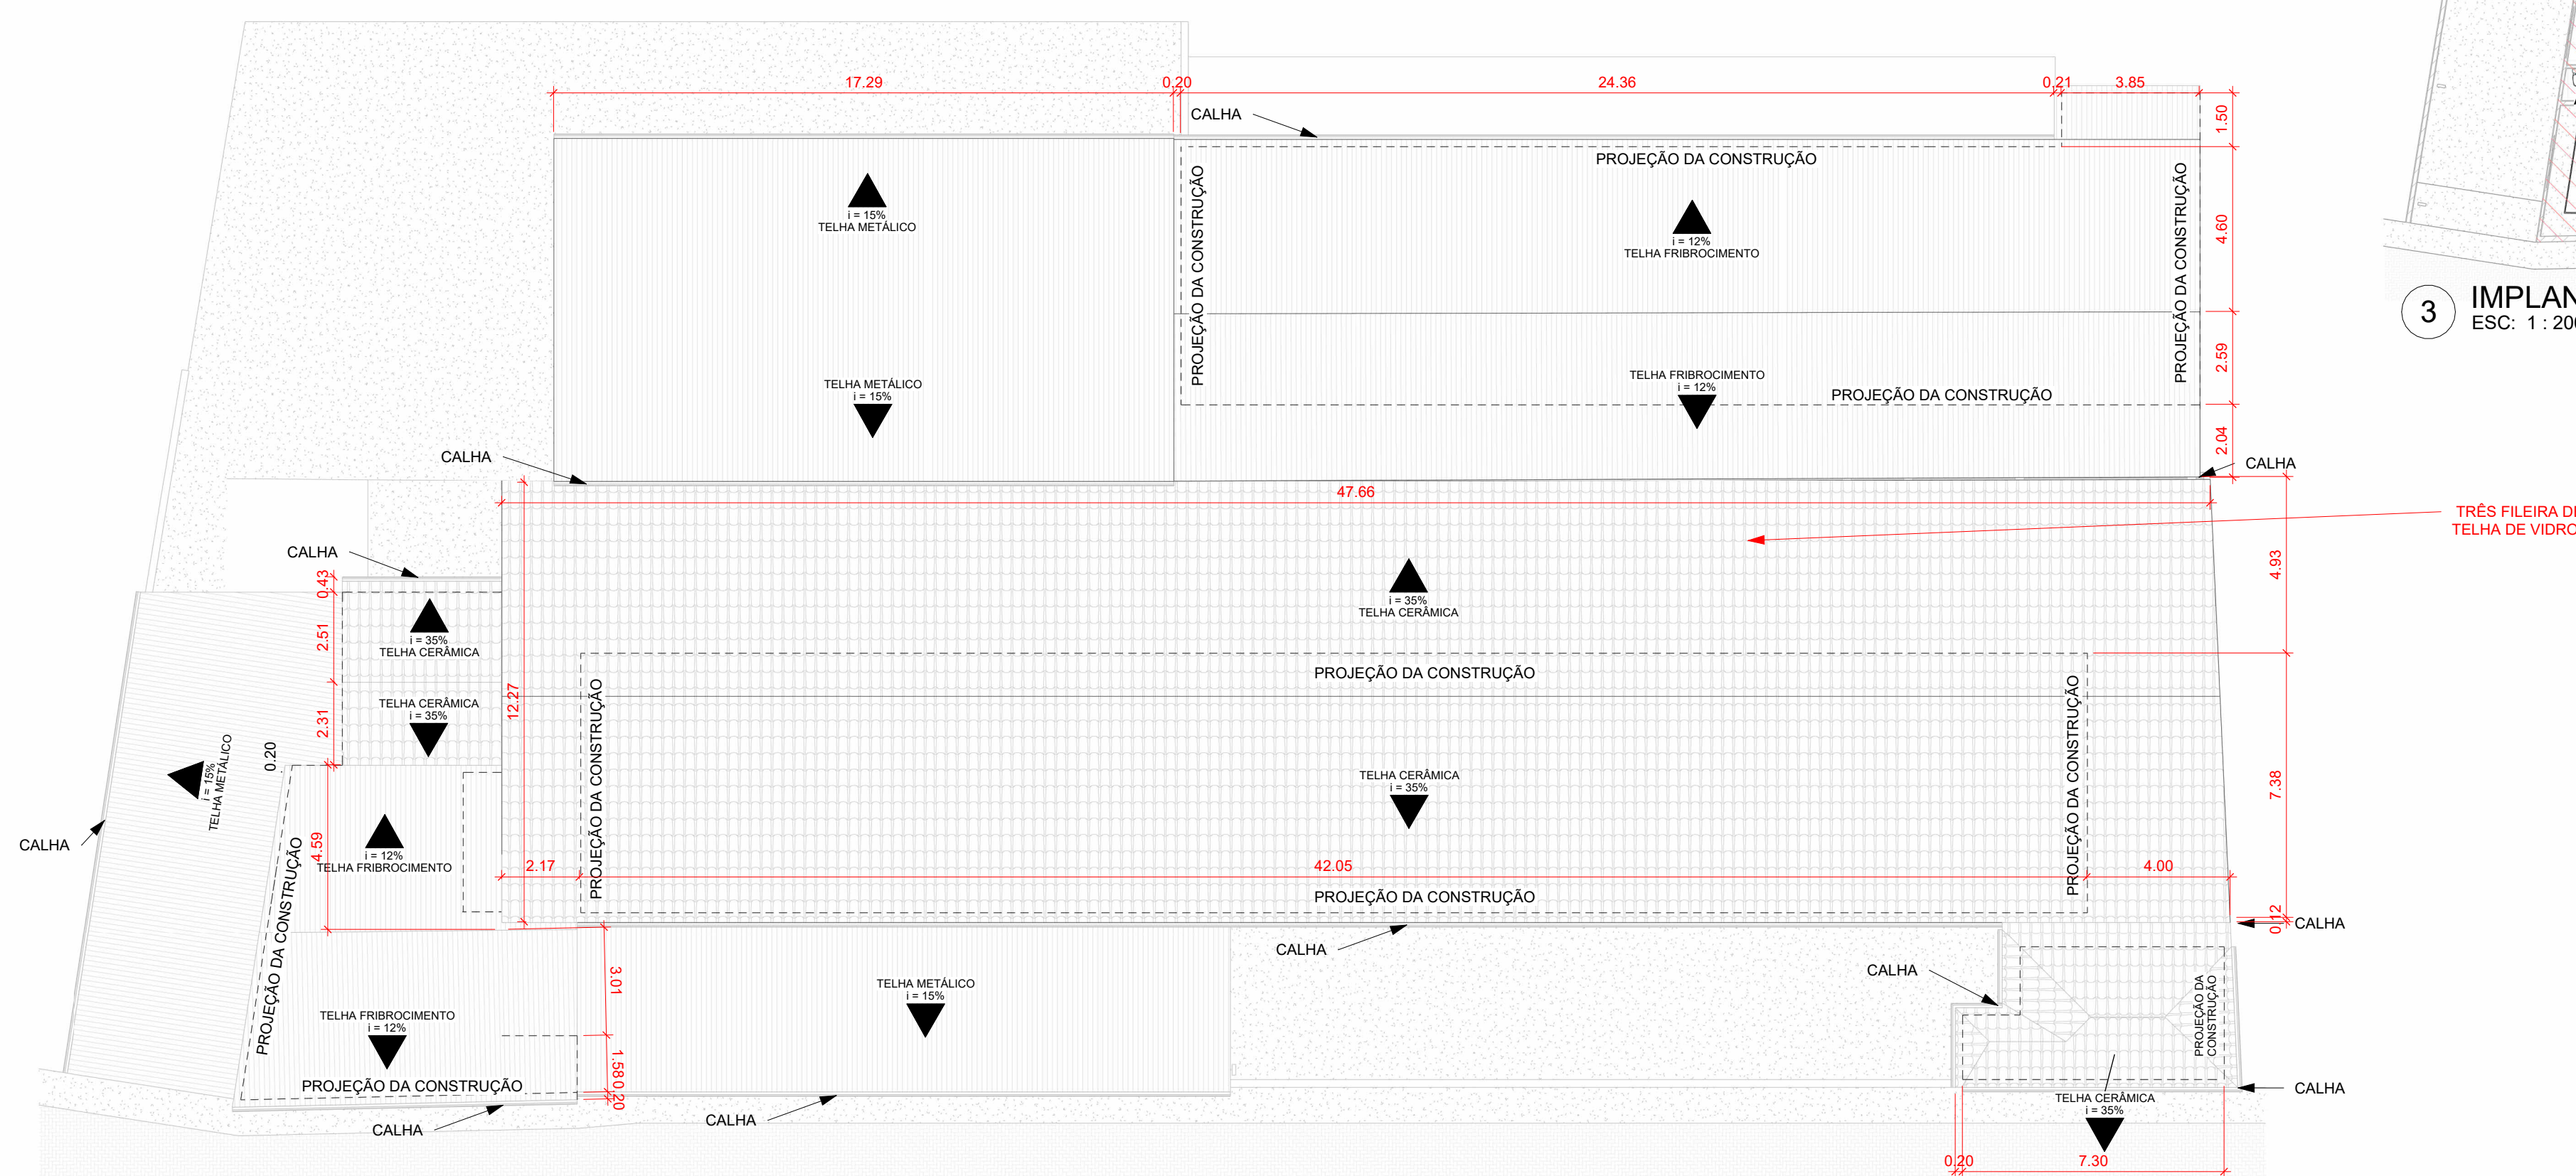 17.29
0.20
24.36
0.21
3.85
1.50
CALHA
PROJEÇÃO DA CONSTRUÇÃO
PROJEÇÃO DA CONSTRUÇÃO
PROJEÇÃO DA CONSTRUÇÃO
i = 15%
TELHA METÁLICO
i = 12%
TELHA FRIBROCIMENTO
4.60
3
ESC: 1 : 20
2.59
TELHA METÁLICO
i = 15%
TELHA FRIBROCIMENTO
i = 12%
PROJEÇÃO DA CONSTRUÇÃO
2.04
CALHA
CALHA
47.66
TRÊS FILEIRA
TELHA DE VIDRO
CALHA
4.93
0.43
i = 35%
TELHA CERÂMICA
2.51
i = 35%
TELHA CERÂMICA
PROJEÇÃO DA CONSTRUÇÃO
12.27
2.31
TELHA CERÂMICA
i = 35%
PROJEÇÃO DA CONSTRUÇÃO
PROJEÇÃO DA CONSTRUÇÃO
0.20
i = 15%
TELHA METÁLICO
TELHA CERÂMICA
i = 35%
7.38
CALHA
4.59
i = 12%
TELHA FRIBROCIMENTO
2.17
42.05
4.00
PROJEÇÃO DA CONSTRUÇÃO
PROJEÇÃO DA CONSTRUÇÃO
0.12
CALHA
CALHA
CALHA
3.01
TELHA METÁLICO
i = 15%
TELHA FRIBROCIMENTO
i = 12%
PROJEÇÃO DA
CONSTRUÇÃO
1.58
0.20
PROJEÇÃO DA CONSTRUÇÃO
CALHA
CALHA
CALHA
TELHA CERÂMICA
i = 35%
0.20
7.30